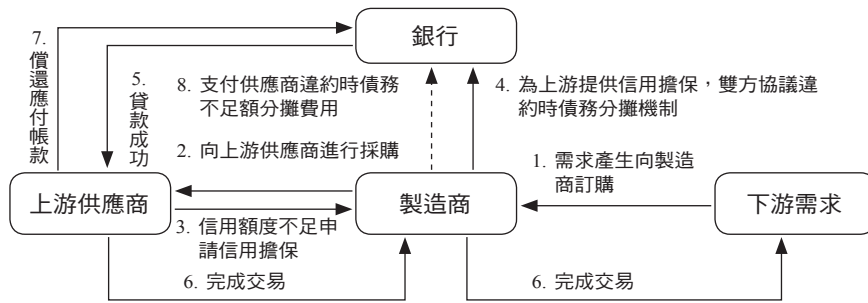 7. 償還應付帳款
5. 貸款成功
銀行
8. 支付供應商違約時債務
不足額分攤費用
4. 為上游提供信用擔保，雙方協議違
約時債務分攤機制
2. 向上游供應商進行採購
1. 需求產生向製造
商訂購
上游供應商
製造商
下游需求
3. 信用額度不足申
請信用擔保
6. 完成交易
6. 完成交易